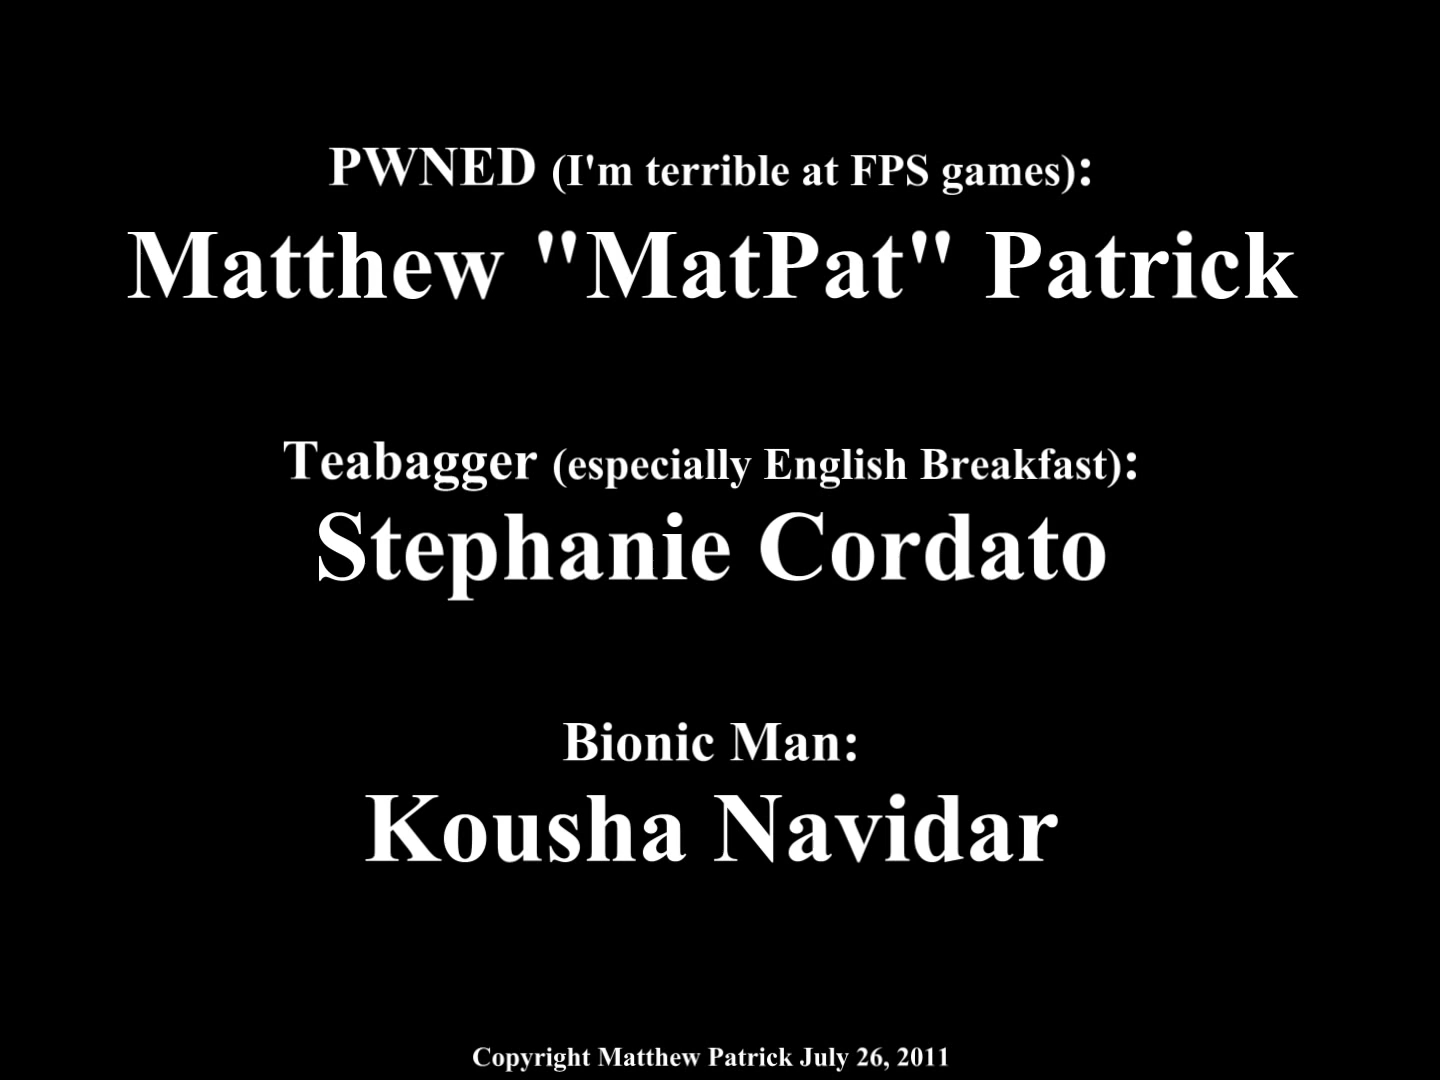 PWNED (I'm terrible at FPS games):
Matthew "MatPat" Patrick
Teabagger (especially English Breakfast):
Stephanie Cordato
Bionic Man:
Kousha Navidar
Copyright Matthew Patrick July 26, 2011